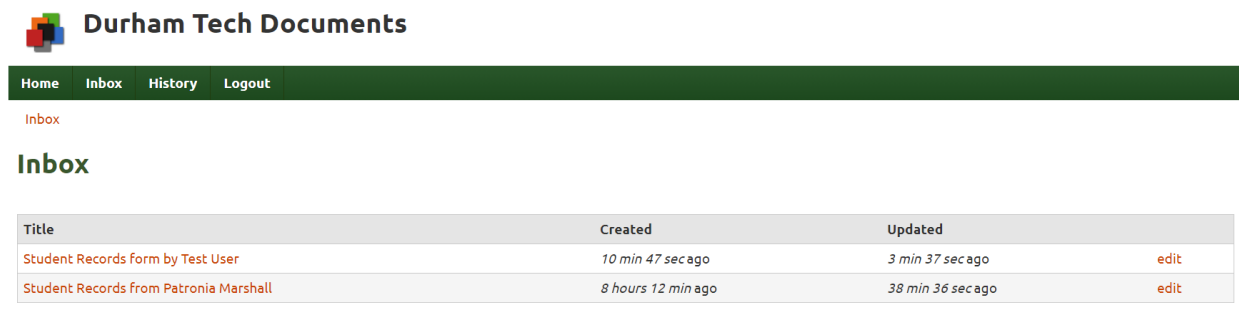 Durham Tech Documents
Home Inbox History Logout
Inbox
Inbox
Title Created Updated
Student Records form by Test User 10 min 47 sec ago 3 min 37 sec ago edit
Student Records from Patronia Marshall 8 hours 12 min ago 38 min 36 sec ago edit